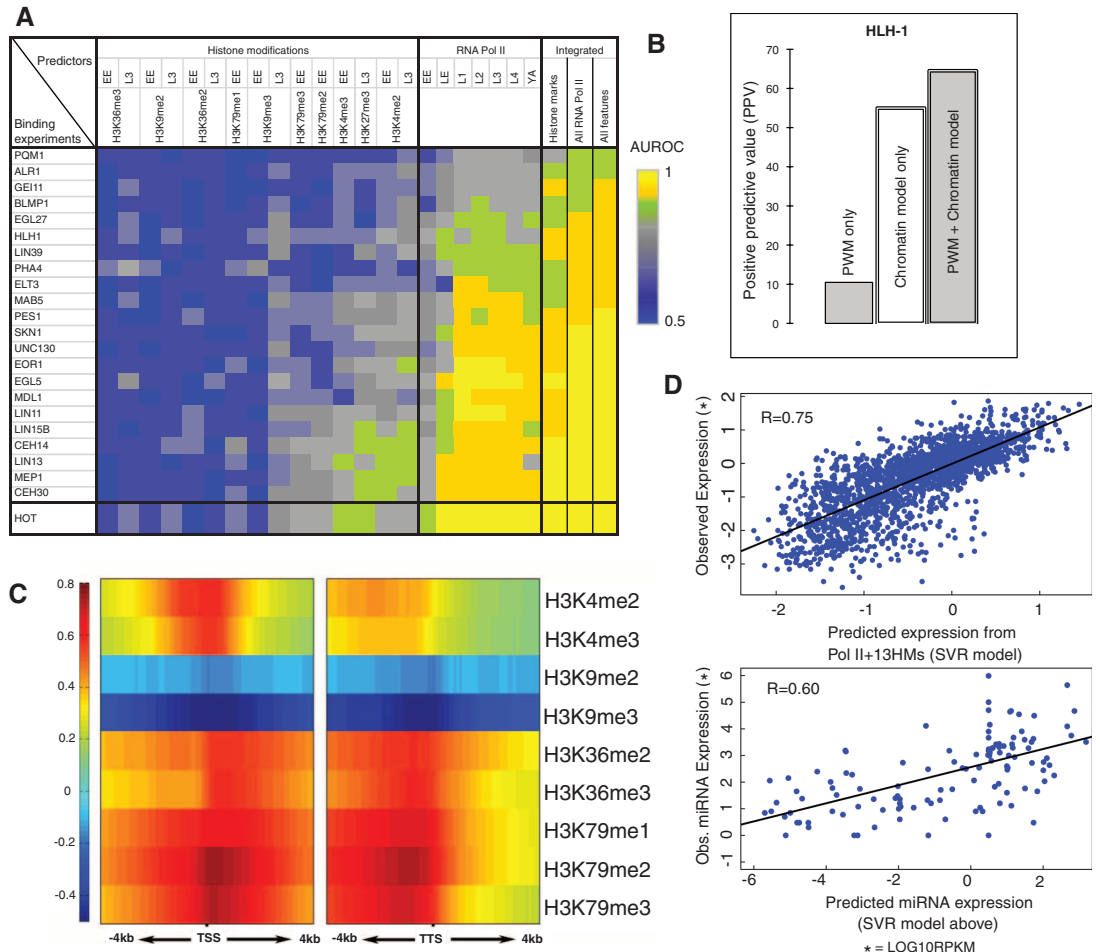 A
Predictors
Binding
experiments
Histone modifications
RNA Pol II
Integrated
EE
L3
EE
L3
EE
L3
EE
L3
EE
L3
EE
EE
EE
L3
EE
L3
EE
LE
L1
L2
L3
L4
YA
H3K36me3
H3K9me2
H3K36me2
H3K79me1
H3K9me3
H3K79me3
H3K79me2
H3K4me3
H3K27me3
H3K4me2
Histone marks
All RNA Pol II
All features
PQM1
ALR1
GEI11
BLMP1
EGL27
HLH1
LIN39
PHA4
ELT3
MAB5
PES1
SKN1
UNC130
EOR1
EGL5
MDL1
LIN11
LIN15B
CEH14
LIN13
MEP1
CEH30
HOT
AUROC
1
0.5
B
HLH-1
Positive predictive value (PPV)
70
60
50
40
30
20
10
0
PWM only
Chromatin model only
PWM + Chromatin model
C
0.8
0.6
0.4
0.2
0
-0.2
-0.4
H3K4me2
H3K4me3
H3K9me2
H3K9me3
H3K36me2
H3K36me3
H3K79me1
H3K79me2
H3K79me3
-4kb
TSS
4kb
-4kb
TTS
4kb
D
R=0.75
Observed Expression (*)
2
1
0
-1
-2
-3
-2
-1
0
1
Predicted expression from
Pol II+13HMs (SVR model)
R=0.60
Obs. miRNA Expression (*)
6
5
4
3
2
1
0
-1
-6
-4
-2
0
2
Predicted miRNA expression
(SVR model above)
* = LOG10RPKM